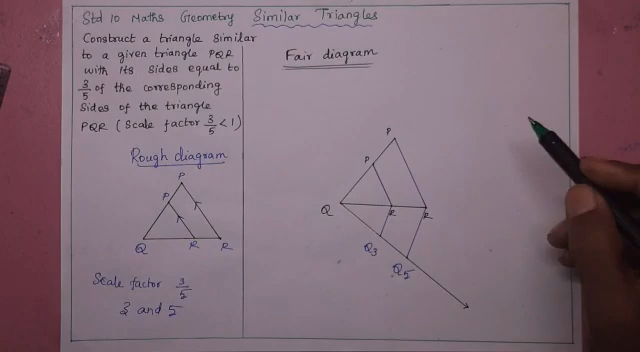 Std 10 Maths Geometry Similar Triangles
Construct a triangle similar
to a given triangle PQR
with its sides equal to
3/5 of the corresponding
sides of the triangle
PQR (Scale factor 3/5 < 1)
Rough diagram
P
P
Q R R
Scale factor 3/5
3 and 5
Fair diagram
P
P
Q R R
Q3
Q5